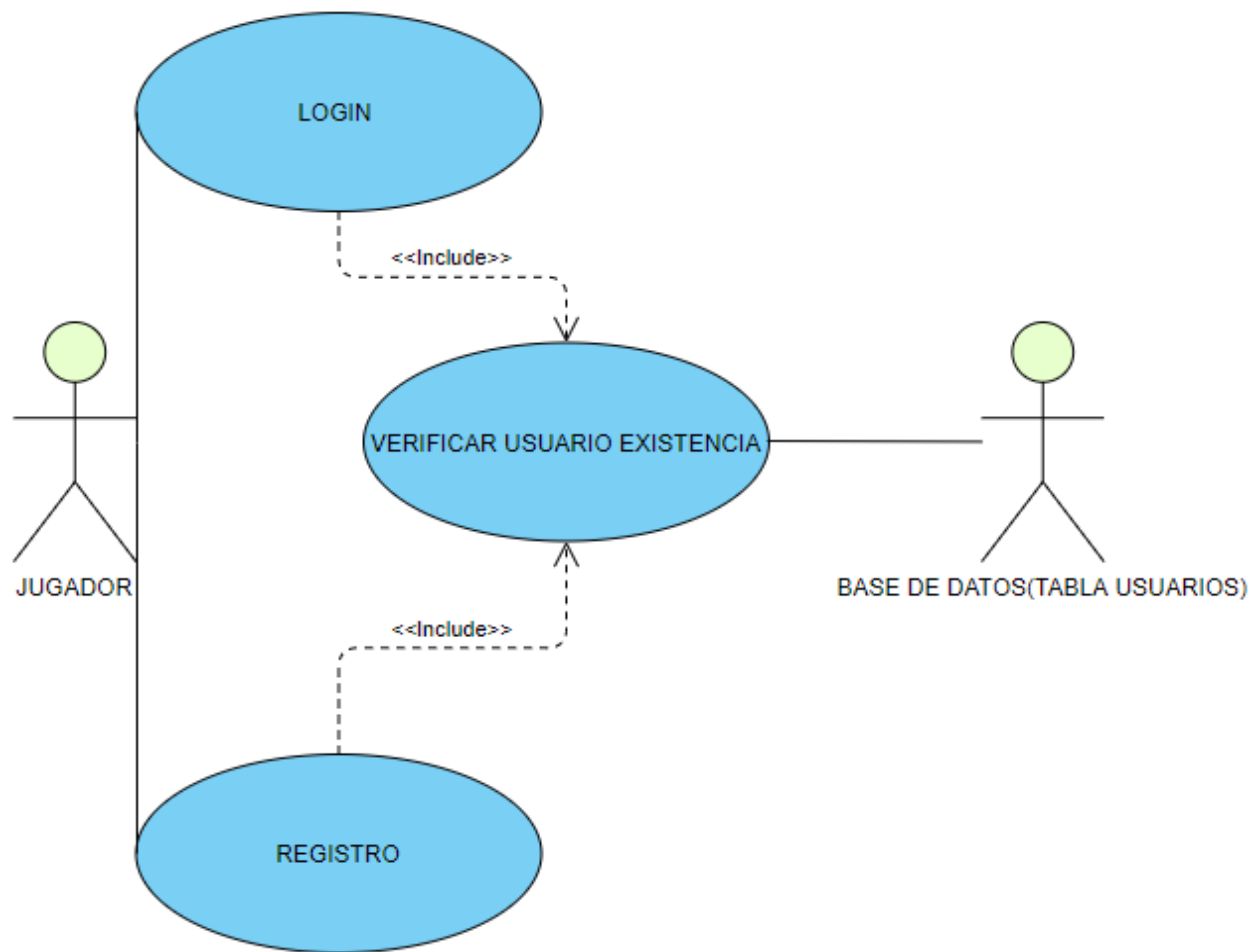 LOGIN
<<Include>>
VERIFICAR USUARIO EXISTENCIA
JUGADOR
BASE DE DATOS(TABLA USUARIOS)
<<Include>>
REGISTRO